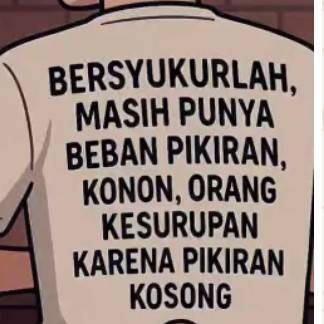 BERSYUKURLAH,
MASIH PUNYA
BEBAN PIKIRAN,
KONON, ORANG
KESURUPAN
KARENA PIKIRAN
KOSONG